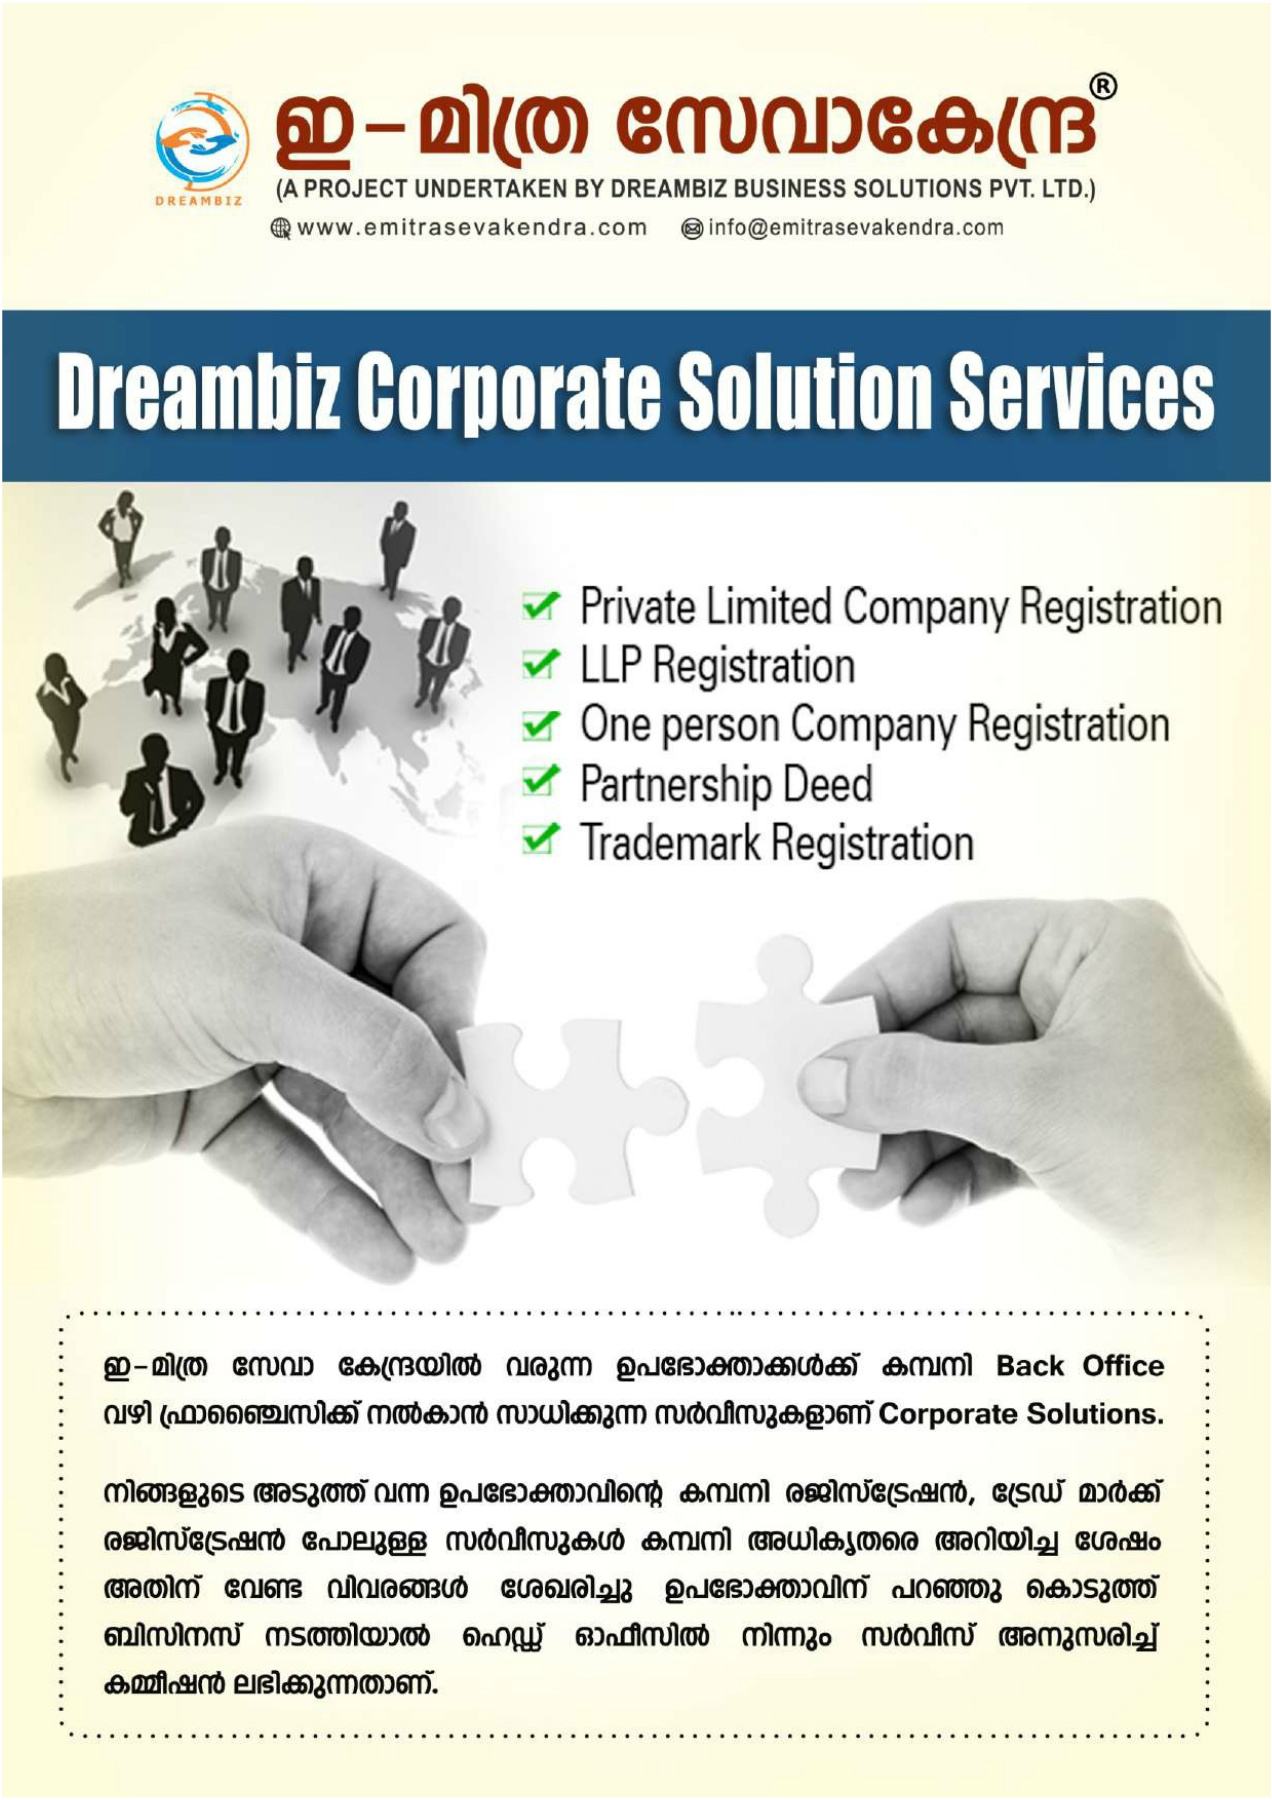 ഇ-മിത്ര സേവാകേന്ദ്ര ®
DREAMBIZ
(A PROJECT UNDERTAKEN BY DREAMBIZ BUSINESS SOLUTIONS PVT. LTD.)
www.emitrasevakendra.com info@emitrasevakendra.com
Dreambiz Corporate Solution Services
Private Limited Company Registration
LLP Registration
One person Company Registration
Partnership Deed
Trademark Registration
ഇ-മിത്ര സേവാ കേന്ദ്രയിൽ വരുന്ന ഉപഭോക്താക്കൾക്ക് കമ്പനി Back Office
വഴി ഫ്രാഞ്ചൈസിക്ക് നൽകാൻ സാധിക്കുന്ന സർവീസുകളാണ് Corporate Solutions.
നിങ്ങളുടെ അടുത്ത് വന്ന ഉപഭോക്താവിന്റെ കമ്പനി രജിസ്ട്രേഷൻ, ട്രേഡ് മാർക്ക്
രജിസ്ട്രേഷൻ പോലുള്ള സർവീസുകൾ കമ്പനി അധികൃതരെ അറിയിച്ച ശേഷം
അതിന് വേണ്ട വിവരങ്ങൾ ശേഖരിച്ചു ഉപഭോക്താവിന് പറഞ്ഞു കൊടുത്ത്
ബിസിനസ് നടത്തിയാൽ ഹെഡ്ഡ് ഓഫീസിൽ നിന്നും സർവീസ് അനുസരിച്ച്
കമ്മീഷൻ ലഭിക്കുന്നതാണ്.